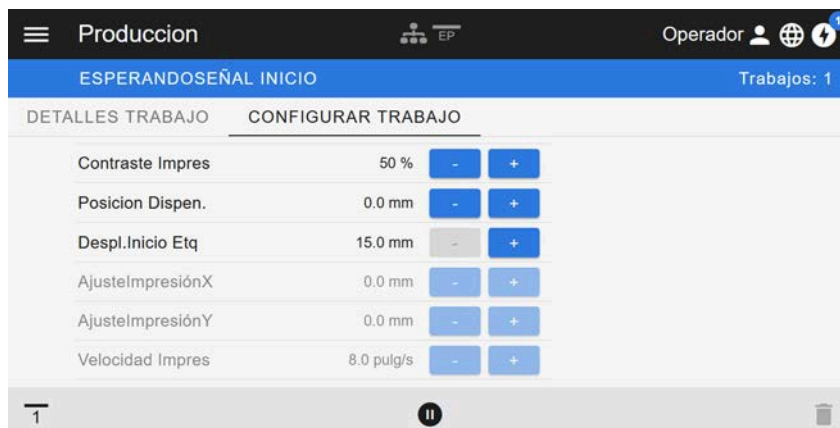 Produccion EP Operador 1
ESPERANDOSEÑAL INICIO Trabajos: 1
DETALLES TRABAJO CONFIGURAR TRABAJO
Contraste Impres 50 % - +
Posicion Dispen. 0.0 mm - +
Despl.Inicio Etq 15.0 mm - +
AjusteImpresiónX 0.0 mm - +
AjusteImpresiónY 0.0 mm - +
Velocidad Impres 8.0 pulg/s - +
1